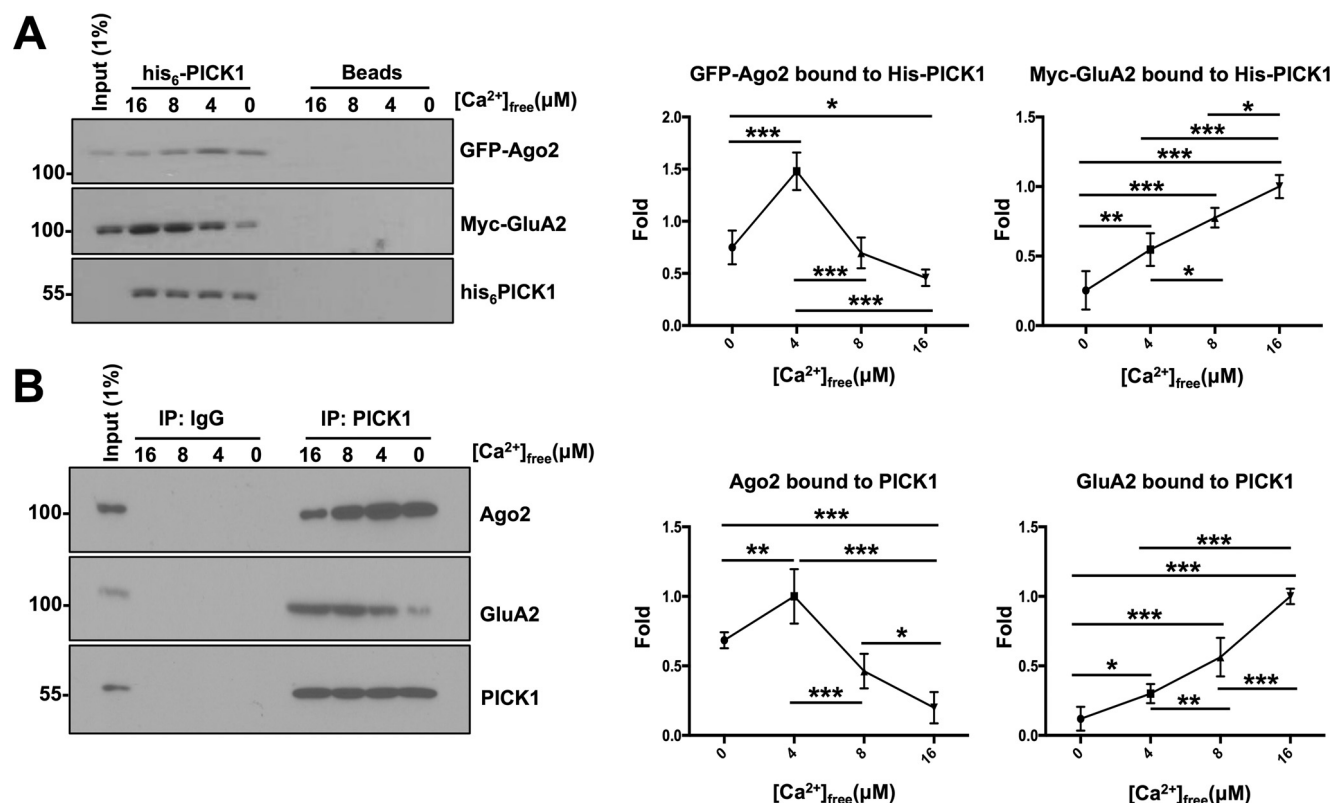 A
Input (1%)
his₆-PICK1 Beads
16 8 4 0 16 8 4 0 [Ca²⁺]free(μM)
GFP-Ago2
100
Myc-GluA2
100
his₆PICK1
55
GFP-Ago2 bound to His-PICK1
*
***
***
***
2.0
1.5
1.0
0.5
0.0
Fold
0 4 8 16
[Ca²⁺]free(μM)
Myc-GluA2 bound to His-PICK1
*
***
***
***
**
*
1.5
1.0
0.5
0.0
Fold
0 4 8 16
[Ca²⁺]free(μM)
B
Input (1%)
IP: IgG IP: PICK1
16 8 4 0 16 8 4 0 [Ca²⁺]free(μM)
100
Ago2
100
GluA2
55
PICK1
Ago2 bound to PICK1
***
** ***
*
***
1.5
1.0
0.5
0.0
Fold
0 4 8 16
[Ca²⁺]free(μM)
GluA2 bound to PICK1
***
***
***
*
***
**
1.5
1.0
0.5
0.0
Fold
0 4 8 16
[Ca²⁺]free(μM)